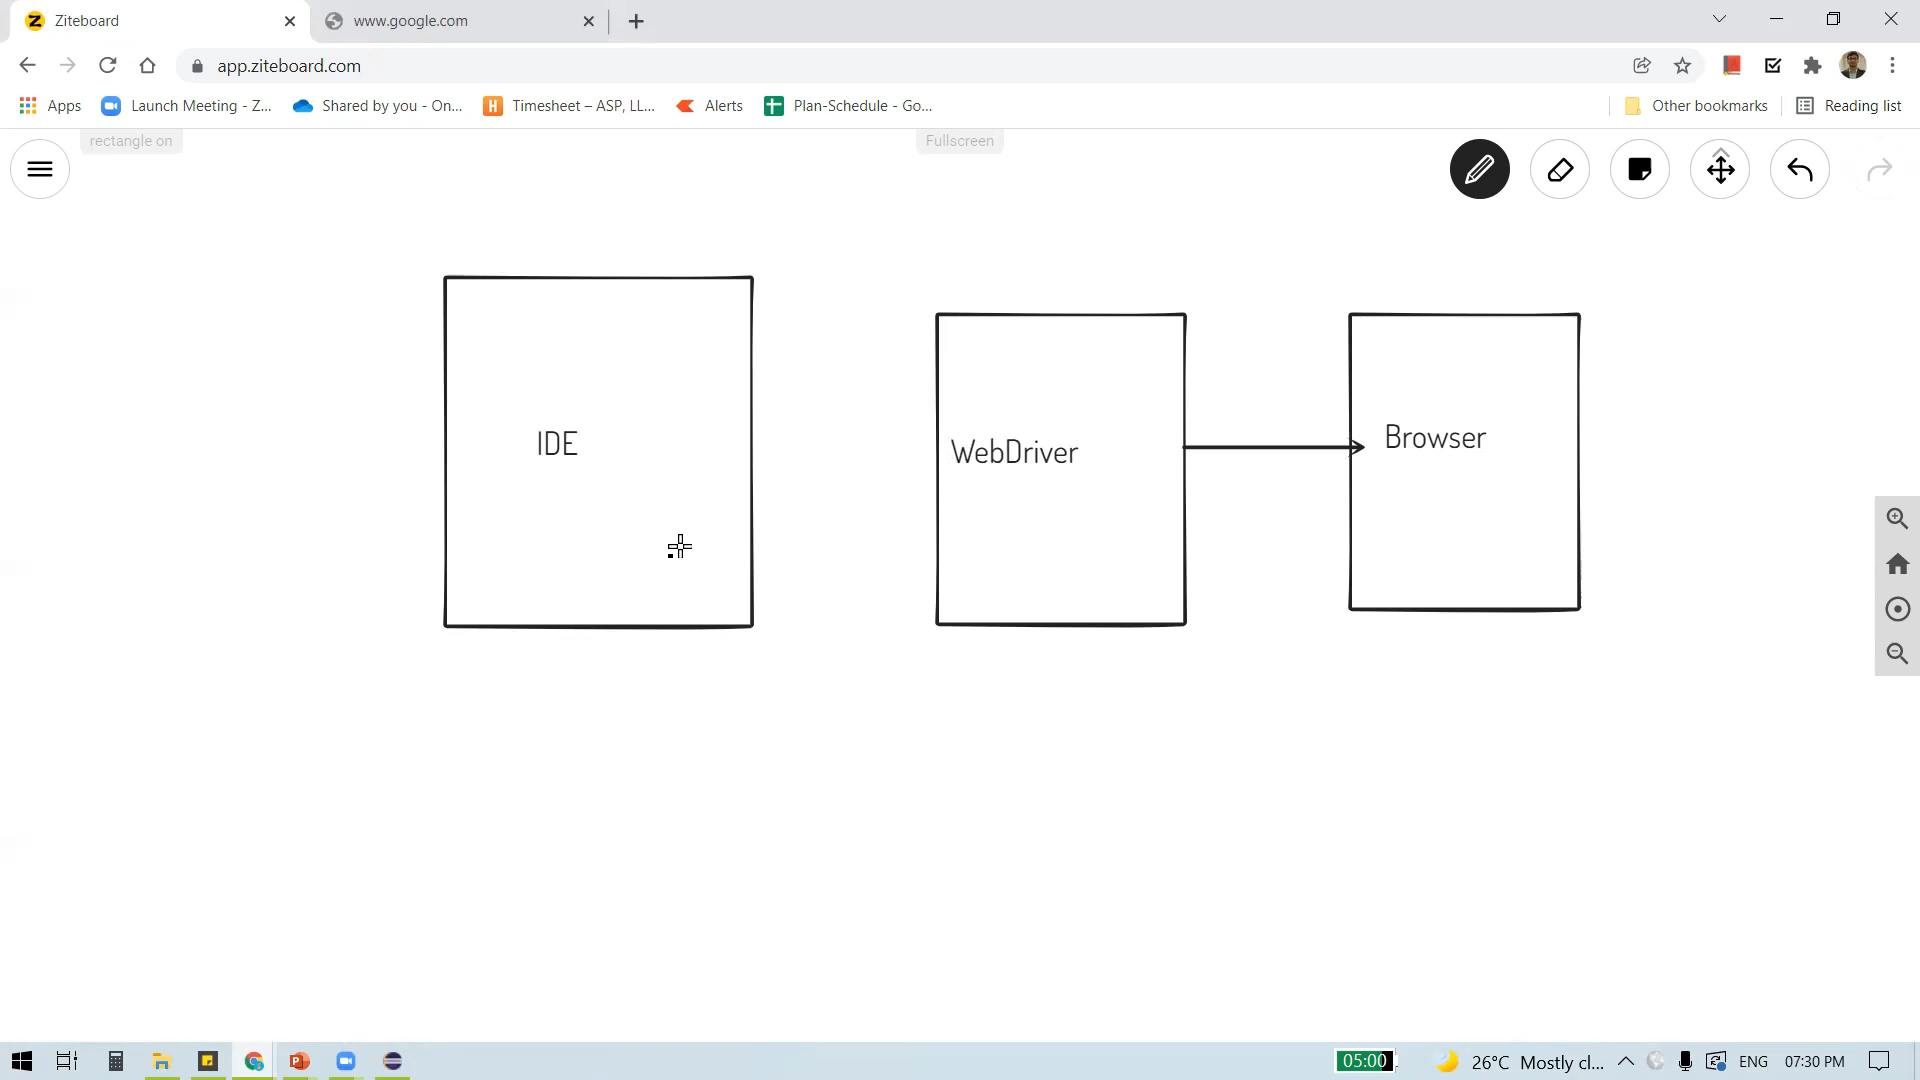 Ziteboard
www.google.com
app.ziteboard.com
Apps
Launch Meeting - Z...
Shared by you - On...
Timesheet – ASP, LL...
Alerts
Plan-Schedule - Go...
Other bookmarks
Reading list
rectangle on
Fullscreen
IDE
WebDriver
Browser
05:00
26°C Mostly cl...
ENG
07:30 PM